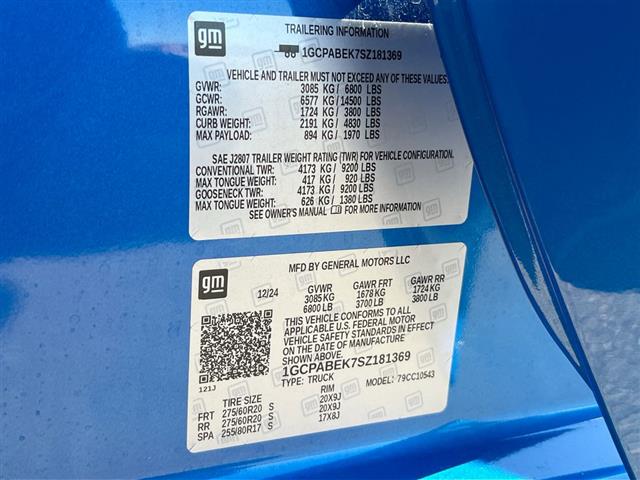 gm
TRAILERING INFORMATION
1GCPABEK7SZ181369
VEHICLE AND TRAILER MUST NOT EXCEED ANY OF THESE VALUES.
GVWR: 3085 KG / 6800 LBS
GCWR: 6577 KG / 14500 LBS
RGAWR: 1724 KG / 3800 LBS
CURB WEIGHT: 2191 KG / 4830 LBS
MAX PAYLOAD: 894 KG / 1970 LBS
SAE J2807 TRAILER WEIGHT RATING (TWR) FOR VEHICLE CONFIGURATION.
CONVENTIONAL TWR: 4173 KG / 9200 LBS
MAX TONGUE WEIGHT: 417 KG / 920 LBS
GOOSENECK TWR: 4173 KG / 9200 LBS
MAX TONGUE WEIGHT: 626 KG / 1380 LBS
SEE OWNER'S MANUAL FOR MORE INFORMATION.
gm
MFD BY GENERAL MOTORS LLC
12/24 GVWR GAWR FRT GAWR RR
3085KG 1678 KG 1724 KG
6800 LB 3700 LB 3800 LB
THIS VEHICLE CONFORMS TO ALL
APPLICABLE U.S. FEDERAL MOTOR
VEHICLE SAFETY STANDARDS IN EFFECT
ON THE DATE OF MANUFACTURE
SHOWN ABOVE.
1GCPABEK7SZ181369
121J TYPE: TRUCK MODEL: 79CC10543
TIRE SIZE RIM
FRT 275/60R20 S 20X9J
RR 275/60R20 S 20X9J
SPA 255/80R17 S 17X8J